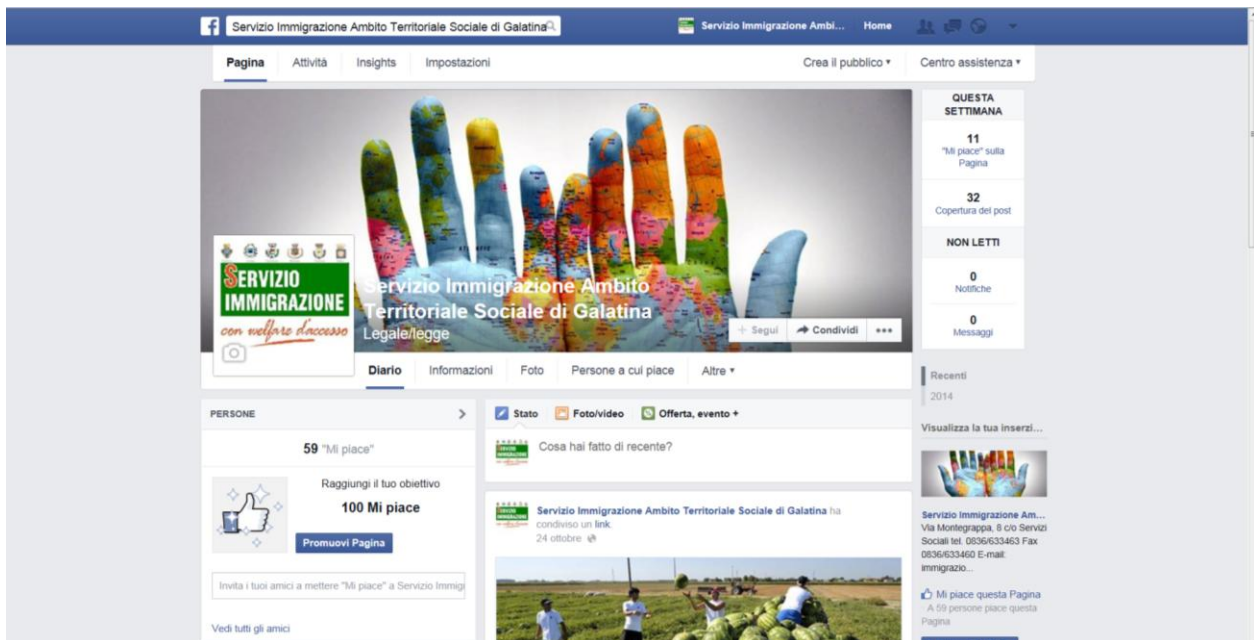 Servizio Immigrazione Ambito Territoriale Sociale di Galatina
Servizio Immigrazione Ambi...
Home
Pagina
Attività
Insights
Impostazioni
Crea il pubblico
Centro assistenza
QUESTA
SETTIMANA
11
"Mi piace" sulla
Pagina
32
Copertura del post
NON LETTI
0
Notifiche
0
Messaggi
SERVIZIO
IMMIGRAZIONE
con welfare d'accesso
Servizio Immigrazione Ambito
Territoriale Sociale di Galatina
Legale/legge
+ Segui
Condividi
Diario
Informazioni
Foto
Persone a cui piace
Altre
Recenti
2014
PERSONE
59 "Mi piace"
Raggiungi il tuo obiettivo
100 Mi piace
Promuovi Pagina
Invita i tuoi amici a mettere "Mi piace" a Servizio Immigr
Vedi tutti gli amici
Stato
Foto/video
Offerta, evento +
Cosa hai fatto di recente?
Servizio Immigrazione Ambito Territoriale Sociale di Galatina ha
condiviso un link.
24 ottobre
Visualizza la tua inserzi...
Servizio Immigrazione Am...
Via Montegrappa, 8 c/o Servizi
Sociali tel. 0836/633463 Fax
0836/633460 E-mail:
immigrazio...
Mi piace questa Pagina
A 59 persone piace questa
Pagina